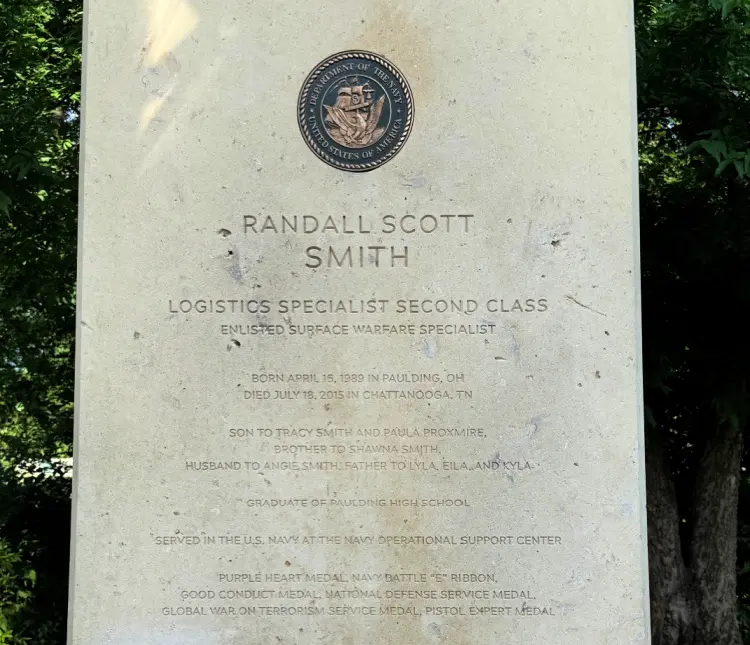 DEPARTMENT OF THE NAVY
UNITED STATES OF AMERICA
RANDALL SCOTT
SMITH
LOGISTICS SPECIALIST SECOND CLASS
ENLISTED SURFACE WARFARE SPECIALIST
BORN APRIL 15, 1989 IN PAULDING, OH
DIED JULY 18, 2015 IN CHATTANOOGA, TN
SON TO TRACY SMITH AND PAULA PROXMIRE,
BROTHER TO SHAWNA SMITH,
HUSBAND TO ANGIE SMITH, FATHER TO LYLA, EILA, AND KYLA
GRADUATE OF PAULDING HIGH SCHOOL
SERVED IN THE U.S. NAVY AT THE NAVY OPERATIONAL SUPPORT CENTER
PURPLE HEART MEDAL, NAVY BATTLE "E" RIBBON,
GOOD CONDUCT MEDAL, NATIONAL DEFENSE SERVICE MEDAL,
GLOBAL WAR ON TERRORISM SERVICE MEDAL, PISTOL EXPERT MEDAL